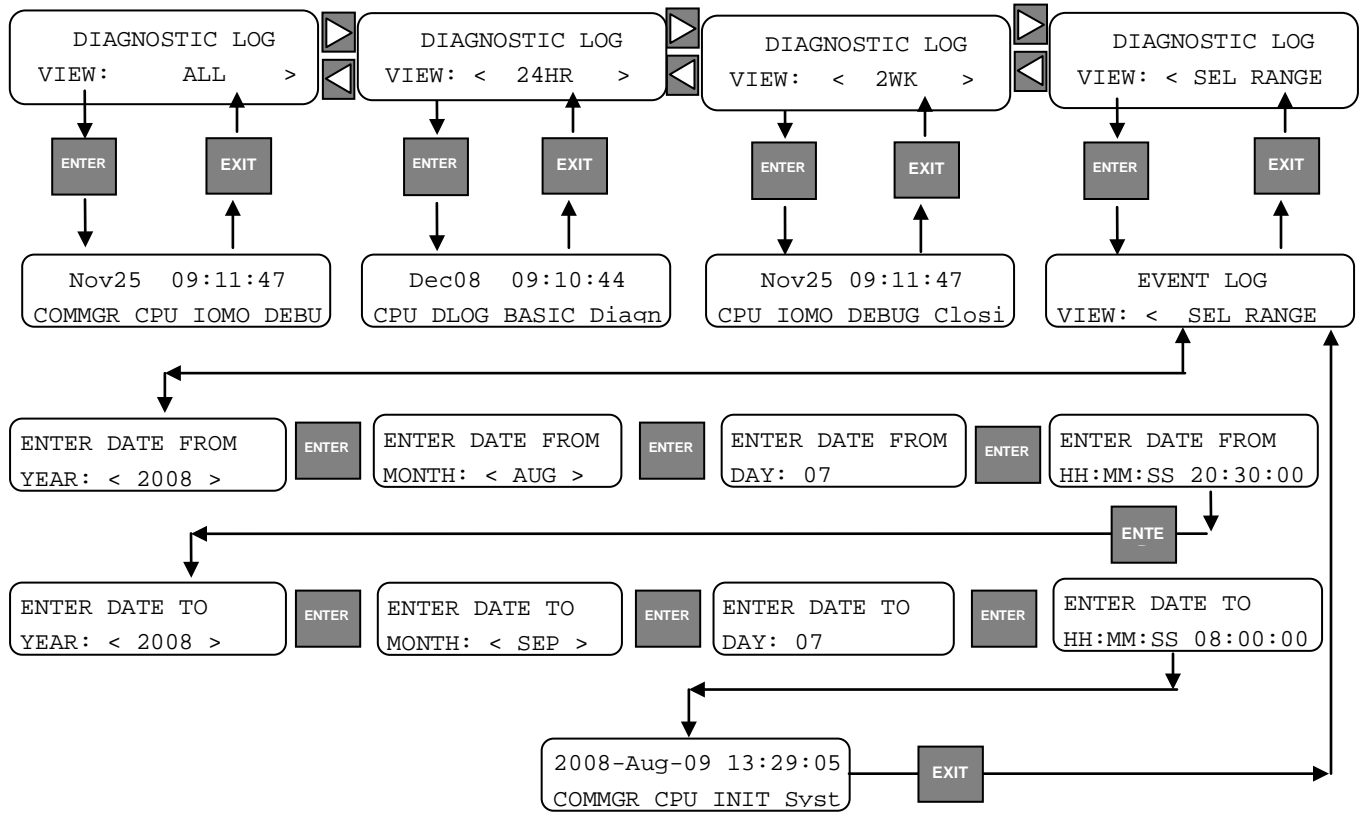 DIAGNOSTIC LOG
VIEW: ALL >
DIAGNOSTIC LOG
VIEW: < 24HR >
DIAGNOSTIC LOG
VIEW: < 2WK >
DIAGNOSTIC LOG
VIEW: < SEL RANGE
ENTER
EXIT
ENTER
EXIT
ENTER
EXIT
ENTER
EXIT
Nov25 09:11:47
COMMGR CPU IOMO DEBU
Dec08 09:10:44
CPU DLOG BASIC Diagn
Nov25 09:11:47
CPU IOMO DEBUG Closi
EVENT LOG
VIEW: < SEL RANGE
ENTER DATE FROM
YEAR: < 2008 >
ENTER
ENTER DATE FROM
MONTH: < AUG >
ENTER
ENTER DATE FROM
DAY: 07
ENTER
ENTER DATE FROM
HH:MM:SS 20:30:00
ENTE
ENTER DATE TO
YEAR: < 2008 >
ENTER
ENTER DATE TO
MONTH: < SEP >
ENTER
ENTER DATE TO
DAY: 07
ENTER
ENTER DATE TO
HH:MM:SS 08:00:00
2008-Aug-09 13:29:05
COMMGR CPU INIT Syst
EXIT